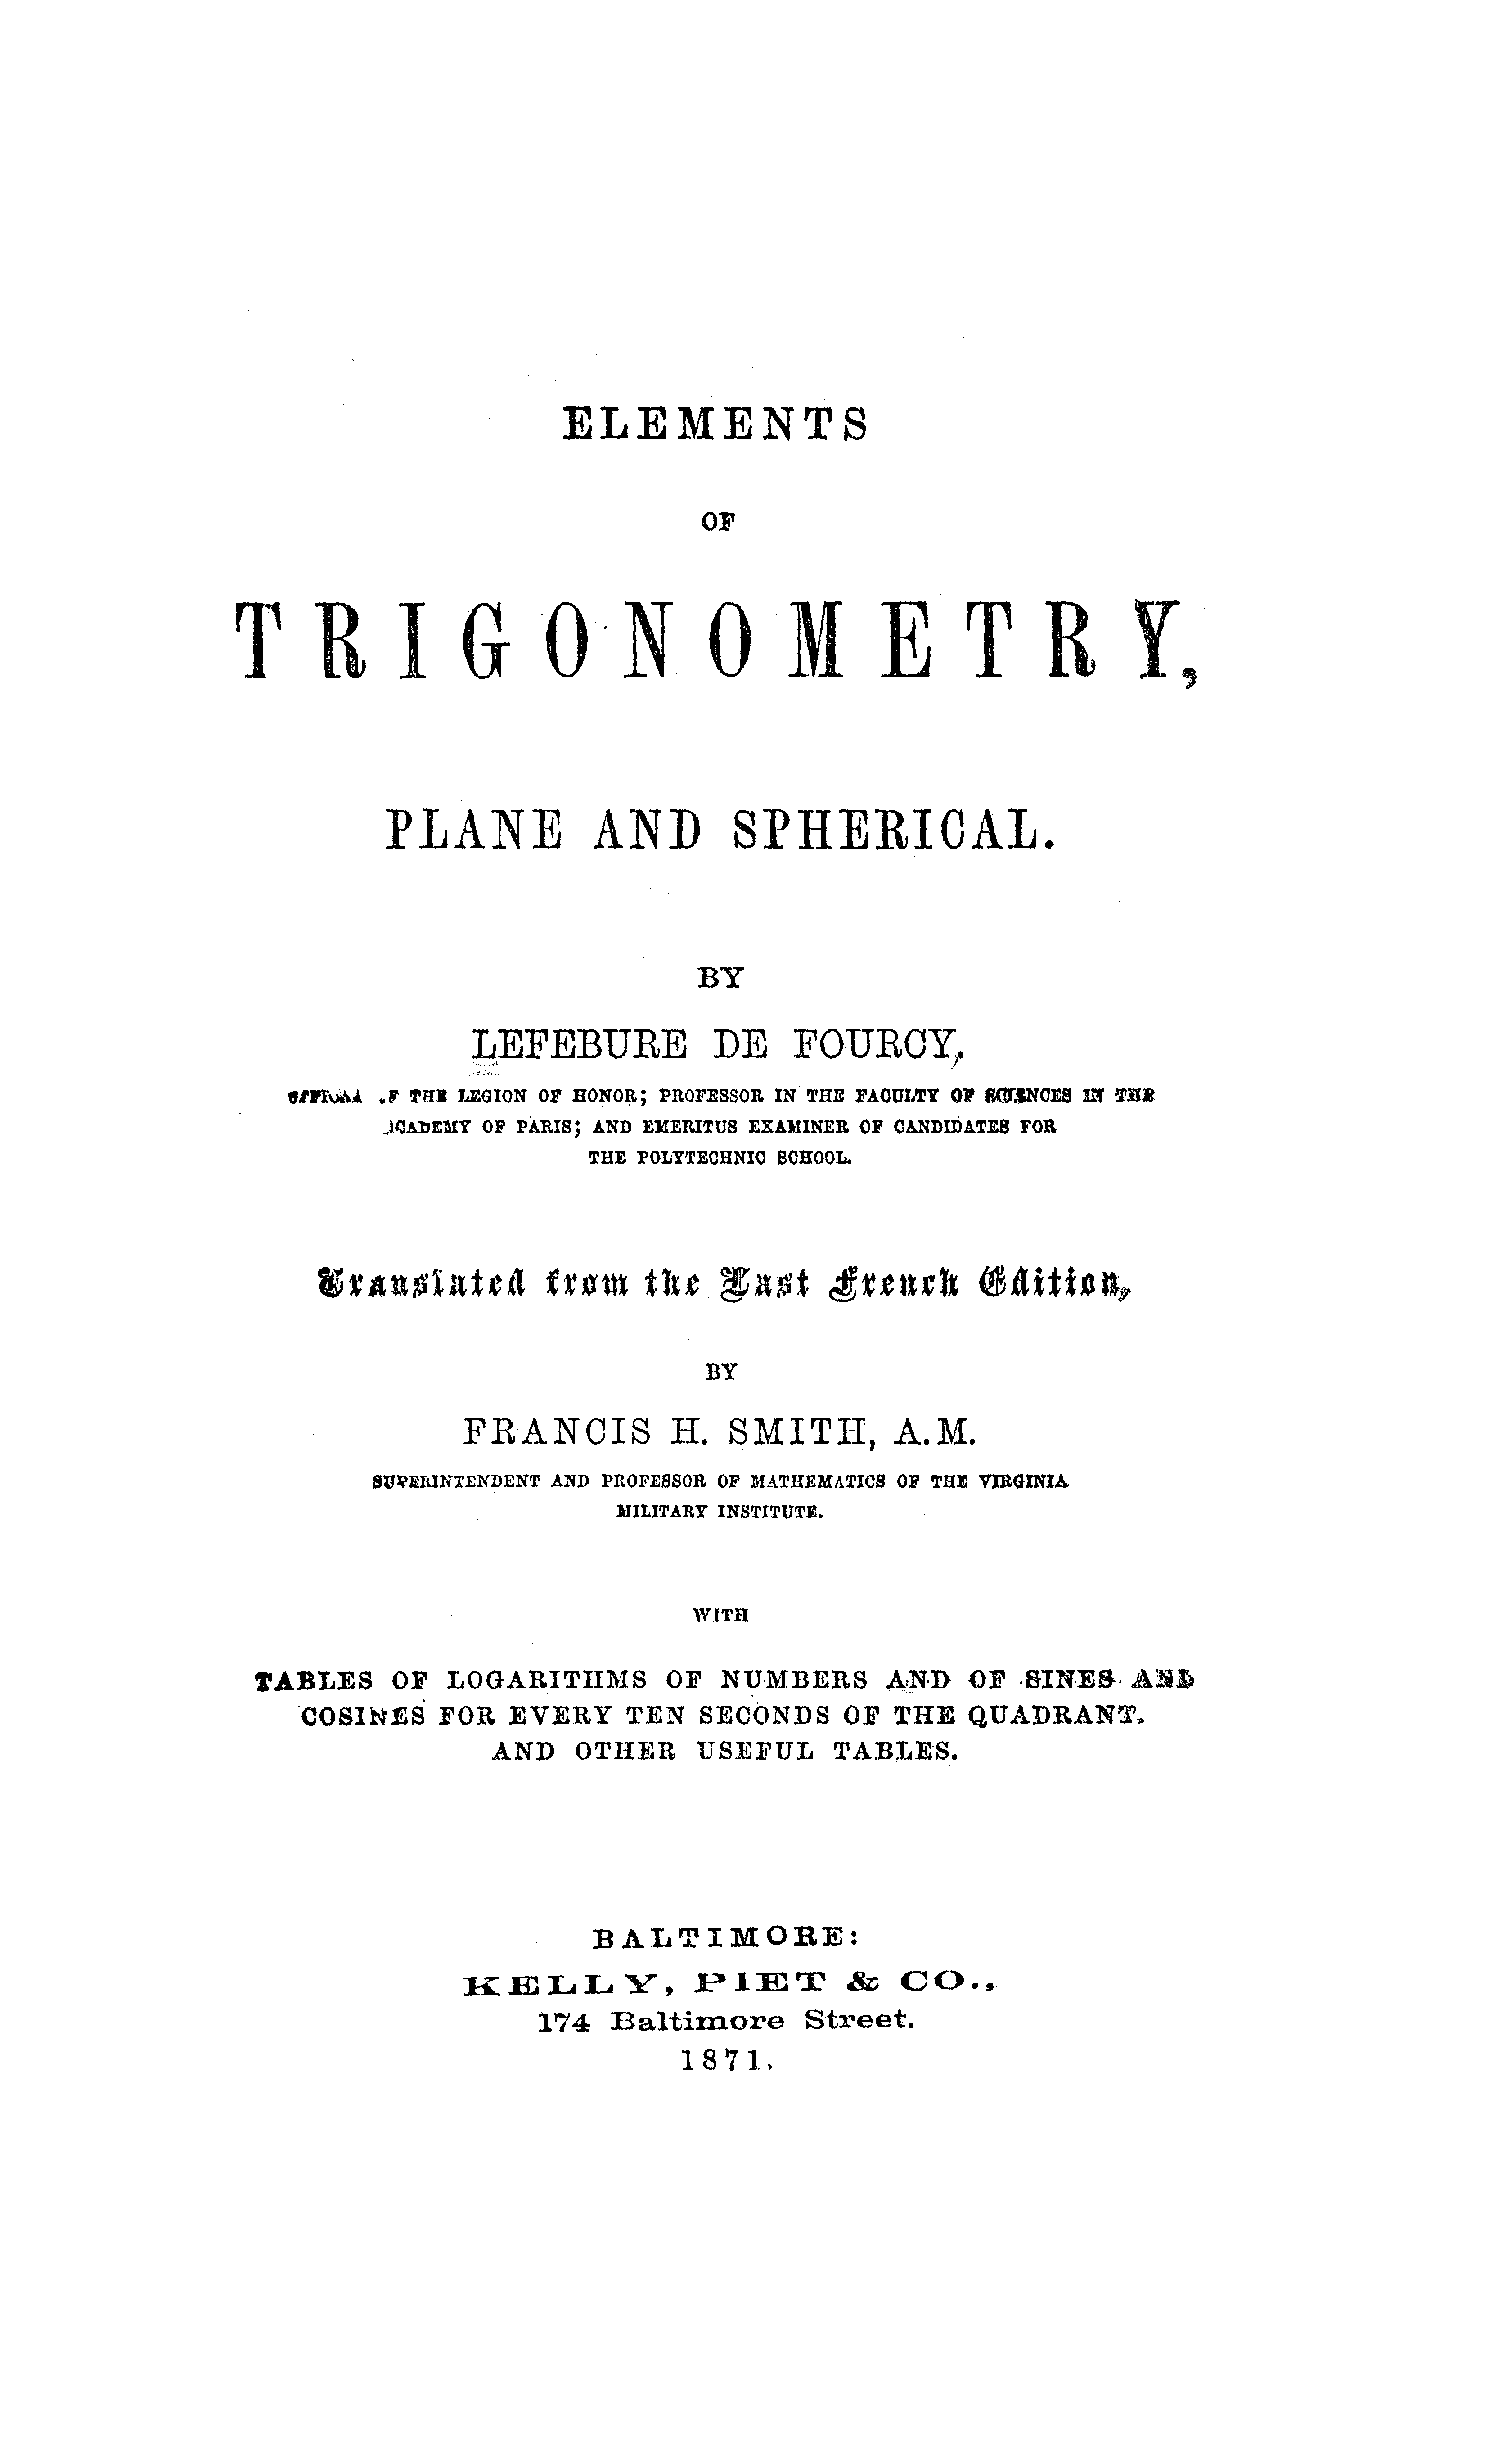 ELEMENTS
OF
TRIGONOMETRY,
PLANE AND SPHERICAL.
BY
LEFEBURE DE FOURCY,
THE LEGION OF HONOR; PROFESSOR IN THE FACULTY OF SCIENCES IN THE
ACADEMY OF PARIS; AND EMERITUS EXAMINER OF CANDIDATES FOR
THE POLYTECHNIC SCHOOL.
Translated from the Last French Edition,
BY
FRANCIS H. SMITH, A.M.
SUPERINTENDENT AND PROFESSOR OF MATHEMATICS OF THE VIRGINIA
MILITARY INSTITUTE.
WITH
TABLES OF LOGARITHMS OF NUMBERS AND OF SINES AND
COSINES FOR EVERY TEN SECONDS OF THE QUADRANT.
AND OTHER USEFUL TABLES.
BALTIMORE:
KELLY, PIET & CO.,
174 Baltimore Street.
1871.